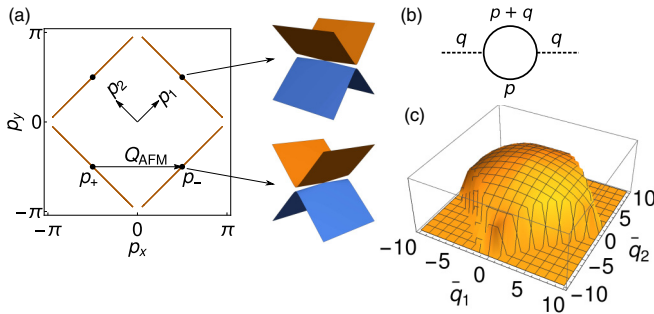 (a)
π
p_y
0
-π
-π
0
π
p_x
p_2
p_1
Q_AFM
p_+
p_-
(b)
p + q
q
q
p
(c)
-10
-5
0
5
10
q̄_1
10
5
0
-5
-10
q̄_2